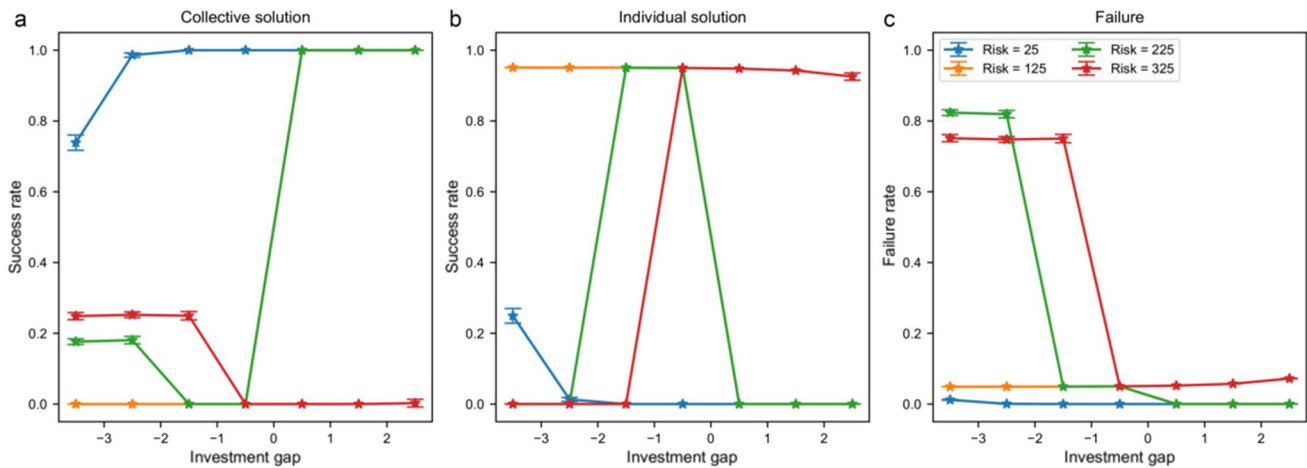 a
Collective solution
Success rate
1.0
0.8
0.6
0.4
0.2
0.0
−3 −2 −1 0 1 2
Investment gap
b
Individual solution
Success rate
1.0
0.8
0.6
0.4
0.2
0.0
−3 −2 −1 0 1 2
Investment gap
c
Failure
Failure rate
1.0
0.8
0.6
0.4
0.2
0.0
Risk = 25 Risk = 225
Risk = 125 Risk = 325
−3 −2 −1 0 1 2
Investment gap